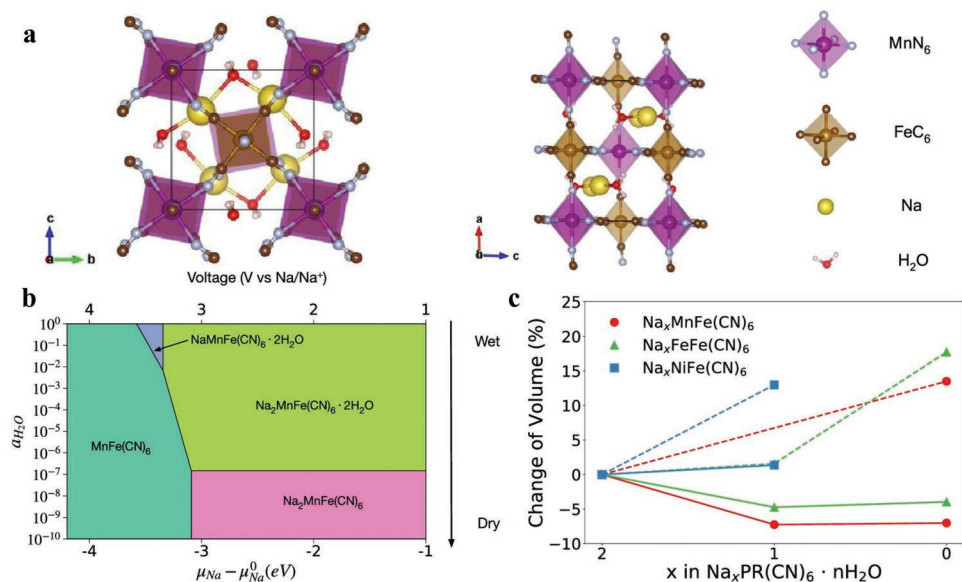 a
MnN₆
FeC₆
Na
H₂O
c
a
b
a
b
c
Voltage (V vs Na/Na⁺)
b
4 3 2 1
10⁰
10⁻¹
10⁻²
10⁻³
10⁻⁴
10⁻⁵
10⁻⁶
10⁻⁷
10⁻⁸
10⁻⁹
10⁻¹⁰
a_H₂O
NaMnFe(CN)₆ · 2H₂O
Na₂MnFe(CN)₆ · 2H₂O
MnFe(CN)₆
Na₂MnFe(CN)₆
-4 -3 -2 -1
μNa − μ⁰Na(eV)
Wet
Dry
c
25
20
15
10
5
0
−5
−10
Change of Volume (%)
NaₓMnFe(CN)₆
NaₓFeFe(CN)₆
NaₓNiFe(CN)₆
2 1 0
x in NaₓPR(CN)₆ · nH₂O